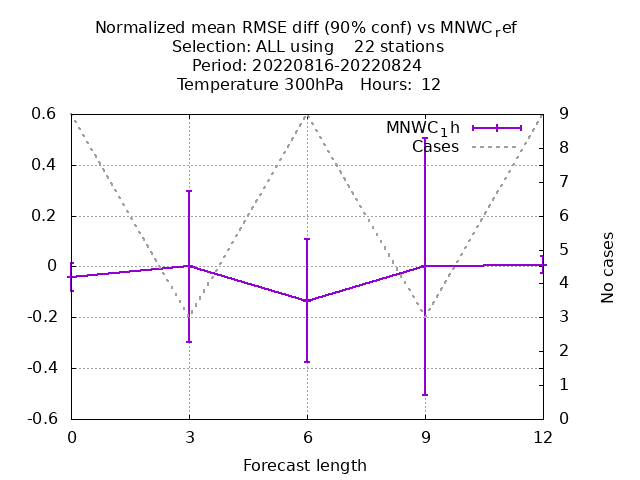 Normalized mean RMSE diff (90% conf) vs MNWC_ref
Selection: ALL using 22 stations
Period: 20220816-20220824
Temperature 300hPa Hours: 12
MNWC_1h
Cases
0.6
0.4
0.2
0
-0.2
-0.4
-0.6
9
8
7
6
5
4
3
2
1
0
No cases
0 3 6 9 12
Forecast length